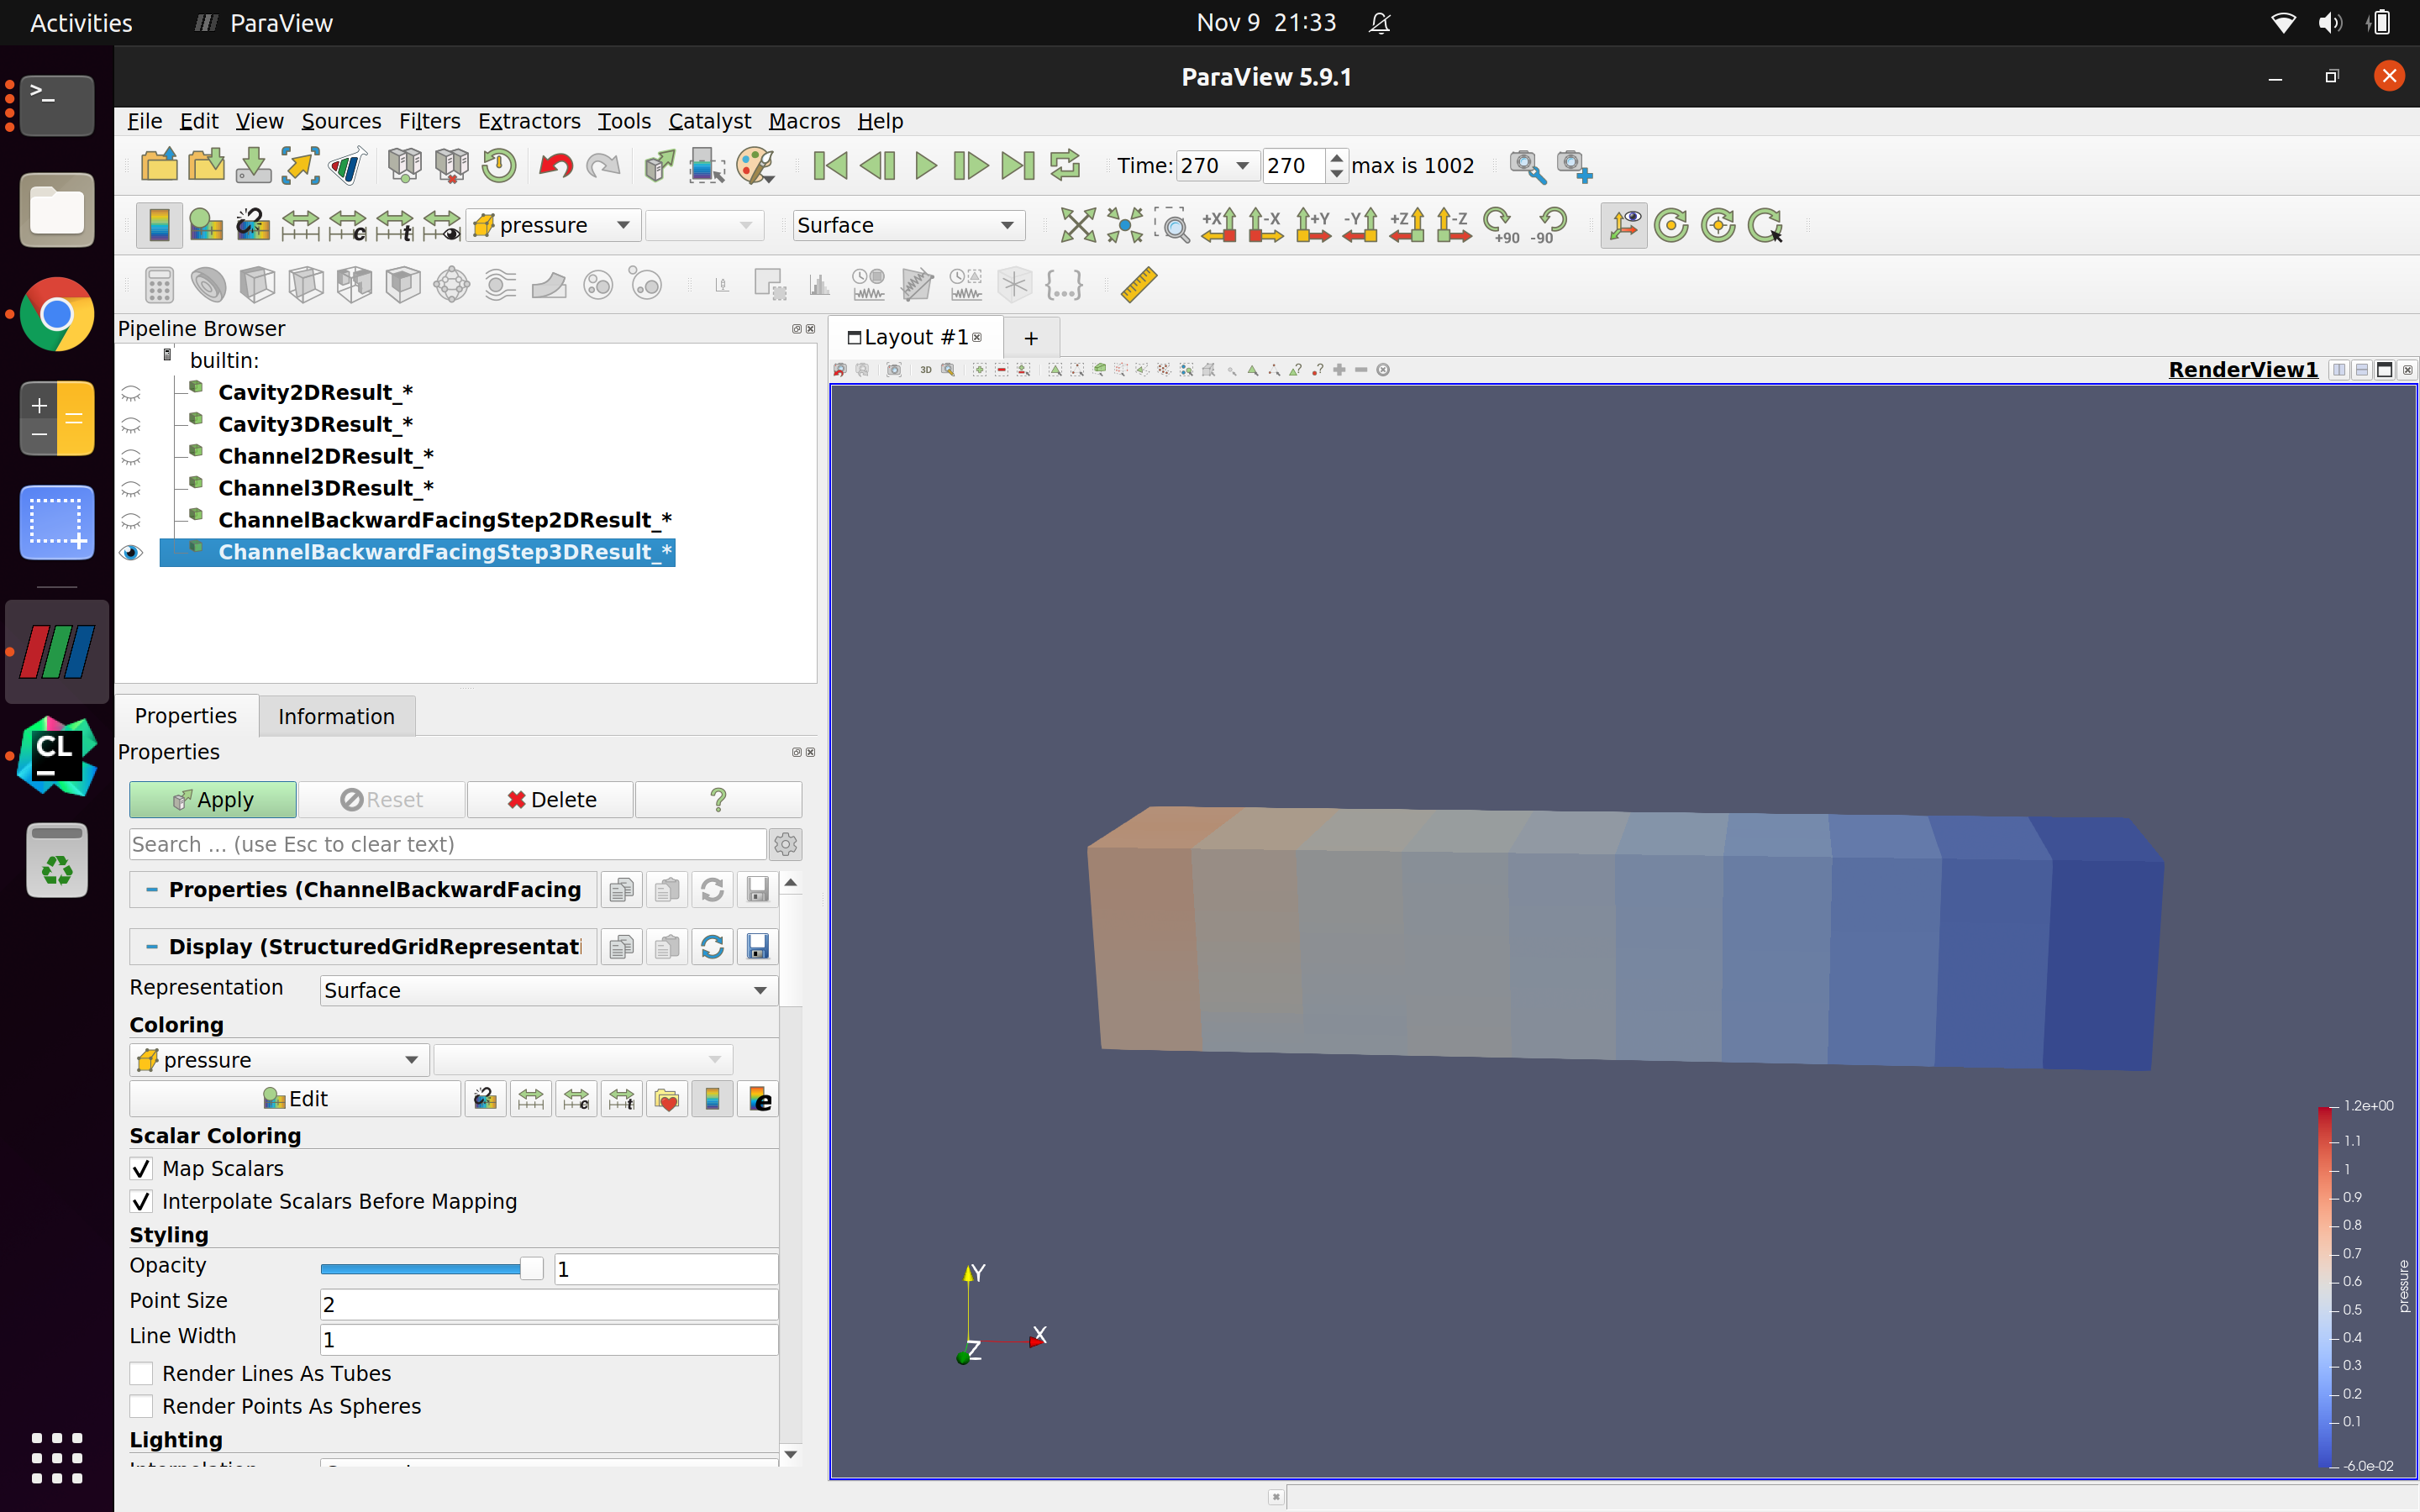 Activities
ParaView
Nov 9 21:33
ParaView 5.9.1
File Edit View Sources Filters Extractors Tools Catalyst Macros Help
Time: 270 270 max is 1002
pressure
Surface
+X -X +Y -Y +Z -Z +90 -90
Pipeline Browser
Layout #1
+
builtin:
3D
RenderView1
Cavity2DResult_*
Cavity3DResult_*
Channel2DResult_*
Channel3DResult_*
ChannelBackwardFacingStep2DResult_*
ChannelBackwardFacingStep3DResult_*
Properties Information
Properties
Apply Reset Delete ?
Search ... (use Esc to clear text)
Properties (ChannelBackwardFacing
Display (StructuredGridRepresentati
Representation Surface
Coloring
pressure
Edit
Scalar Coloring
Map Scalars
Interpolate Scalars Before Mapping
Styling
Opacity 1
Point Size 2
Line Width 1
Render Lines As Tubes
Render Points As Spheres
Lighting
CL
Y
X
Z
1.2e+00
1.1
1
0.9
0.8
0.7
0.6
0.5
0.4
0.3
0.2
0.1
-6.0e-02
pressure